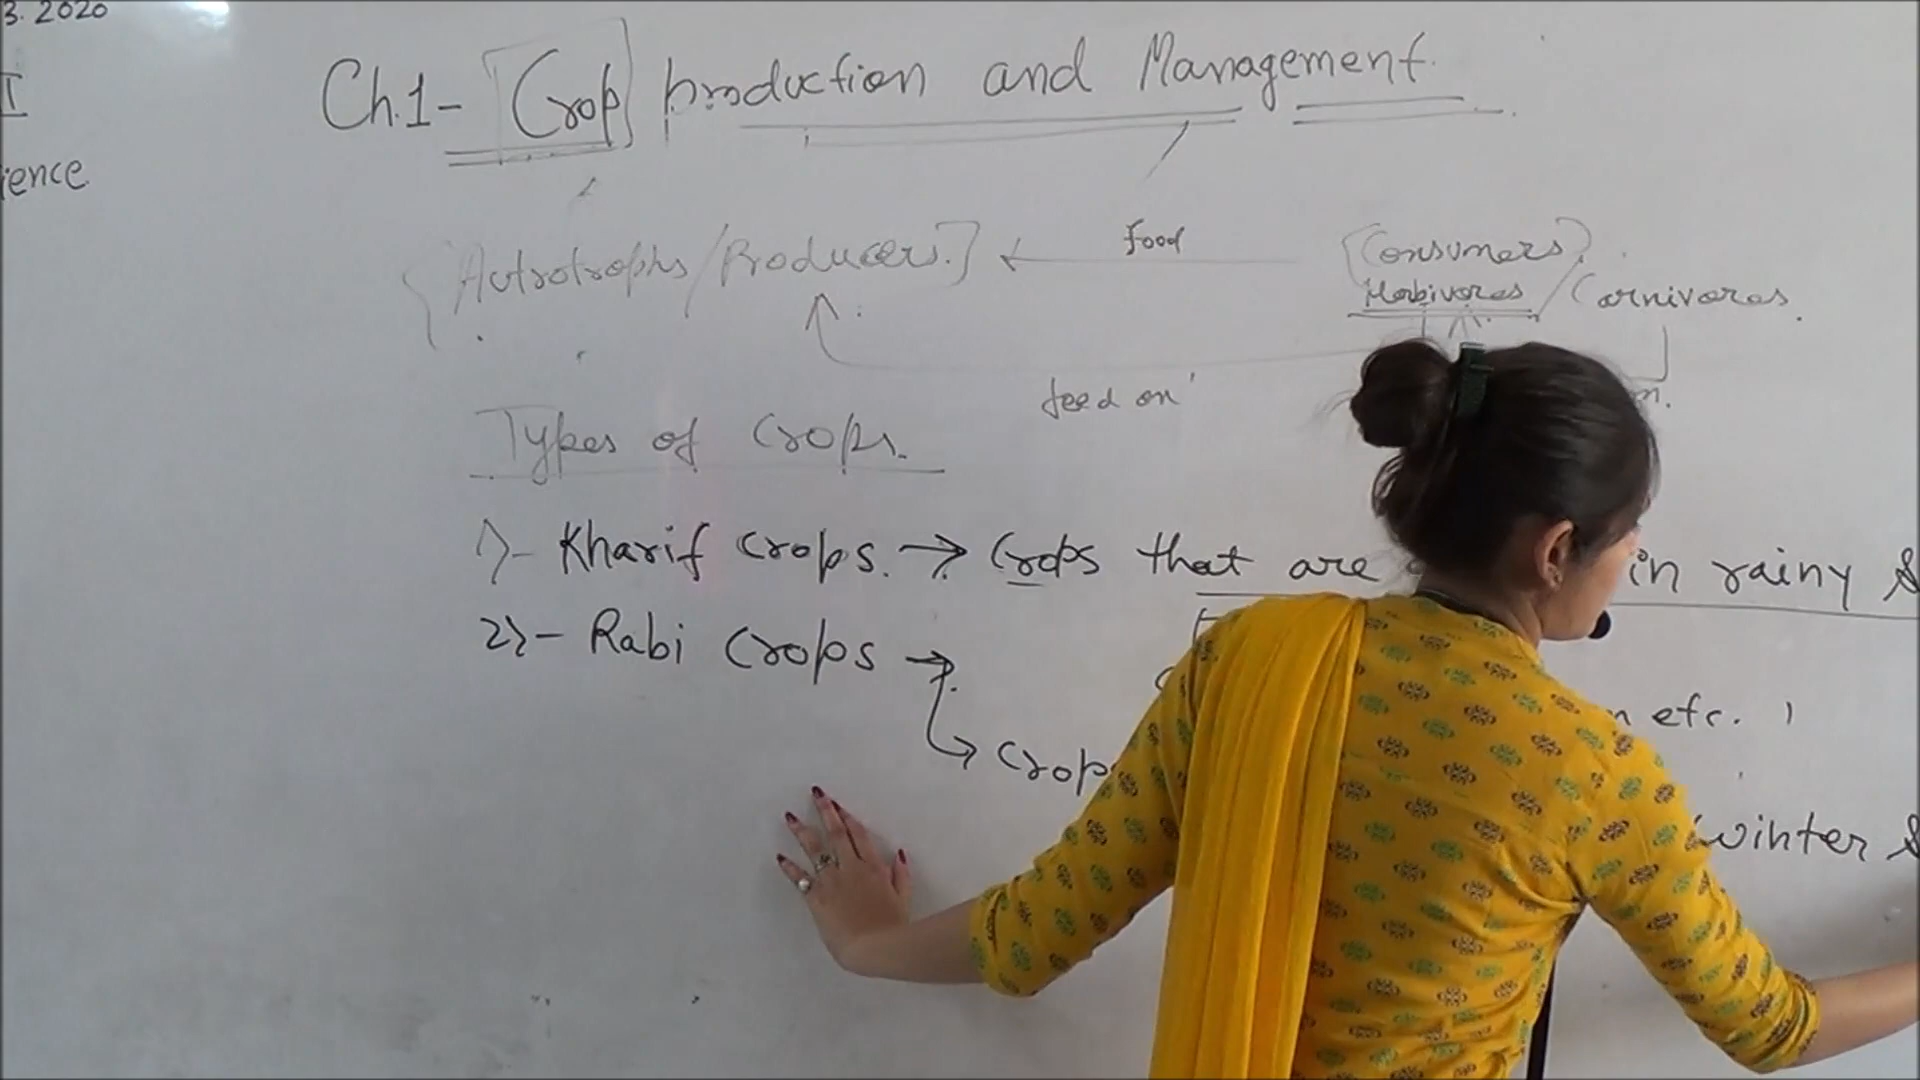 3. 2020
I
ience
Ch.1- Crop production and Management.
Autotrophs/Producers. ← food Consumers
Herbivores / Carnivores.
feed on
Types of Crops.
1)- Kharif crops. → Crops that are in rainy S
2)- Rabi Crops →
etc.
→ Crop
winter S